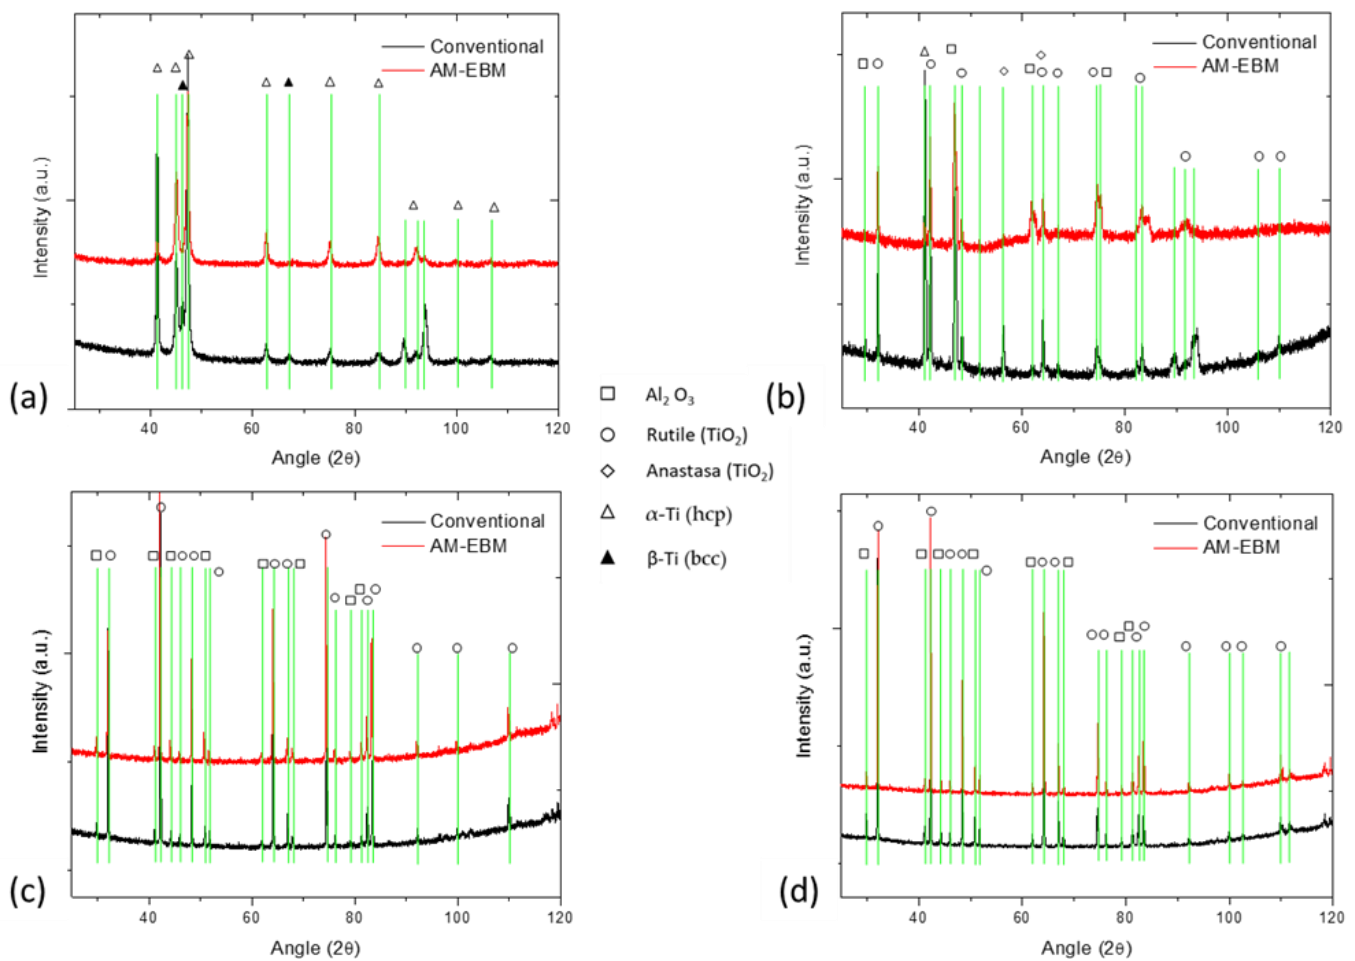 Conventional
AM-EBM
Intensity (a.u.)
40 60 80 100 120
Angle (2θ)
(a)
Conventional
AM-EBM
Intensity (a.u.)
40 60 80 100 120
Angle (2θ)
(b)
Al2 O3
Rutile (TiO2)
Anastasa (TiO2)
α-Ti (hcp)
β-Ti (bcc)
Conventional
AM-EBM
Intensity (a.u.)
40 60 80 100 120
Angle (2θ)
(c)
Conventional
AM-EBM
Intensity (a.u.)
40 60 80 100 120
Angle (2θ)
(d)